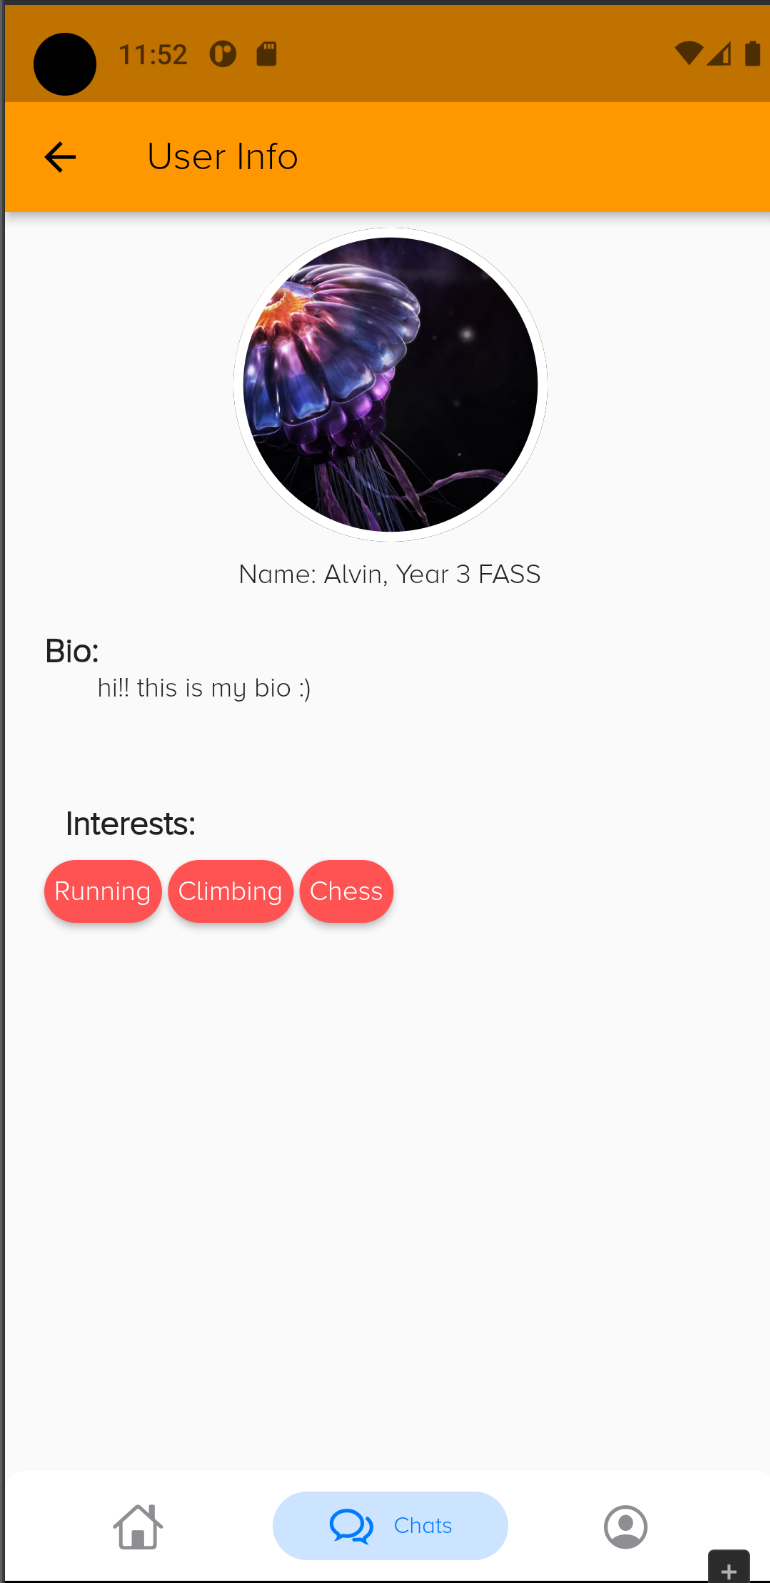 11:52
User Info
Name: Alvin, Year 3 FASS
Bio:
hi!! this is my bio :)
Interests:
Running Climbing Chess
Chats